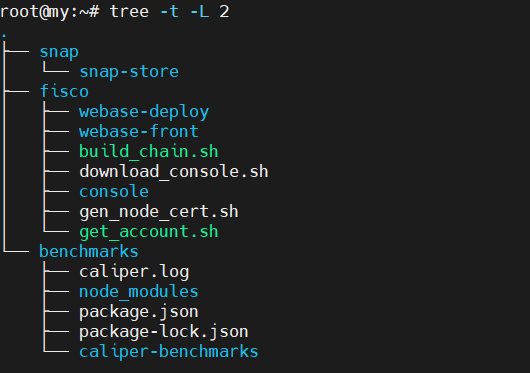 root@my:~# tree -t -L 2
.
├── snap
│   └── snap-store
├── fisco
│   ├── webase-deploy
│   ├── webase-front
│   ├── build_chain.sh
│   ├── download_console.sh
│   ├── console
│   ├── gen_node_cert.sh
│   └── get_account.sh
└── benchmarks
    ├── caliper.log
    ├── node_modules
    ├── package.json
    ├── package-lock.json
    └── caliper-benchmarks